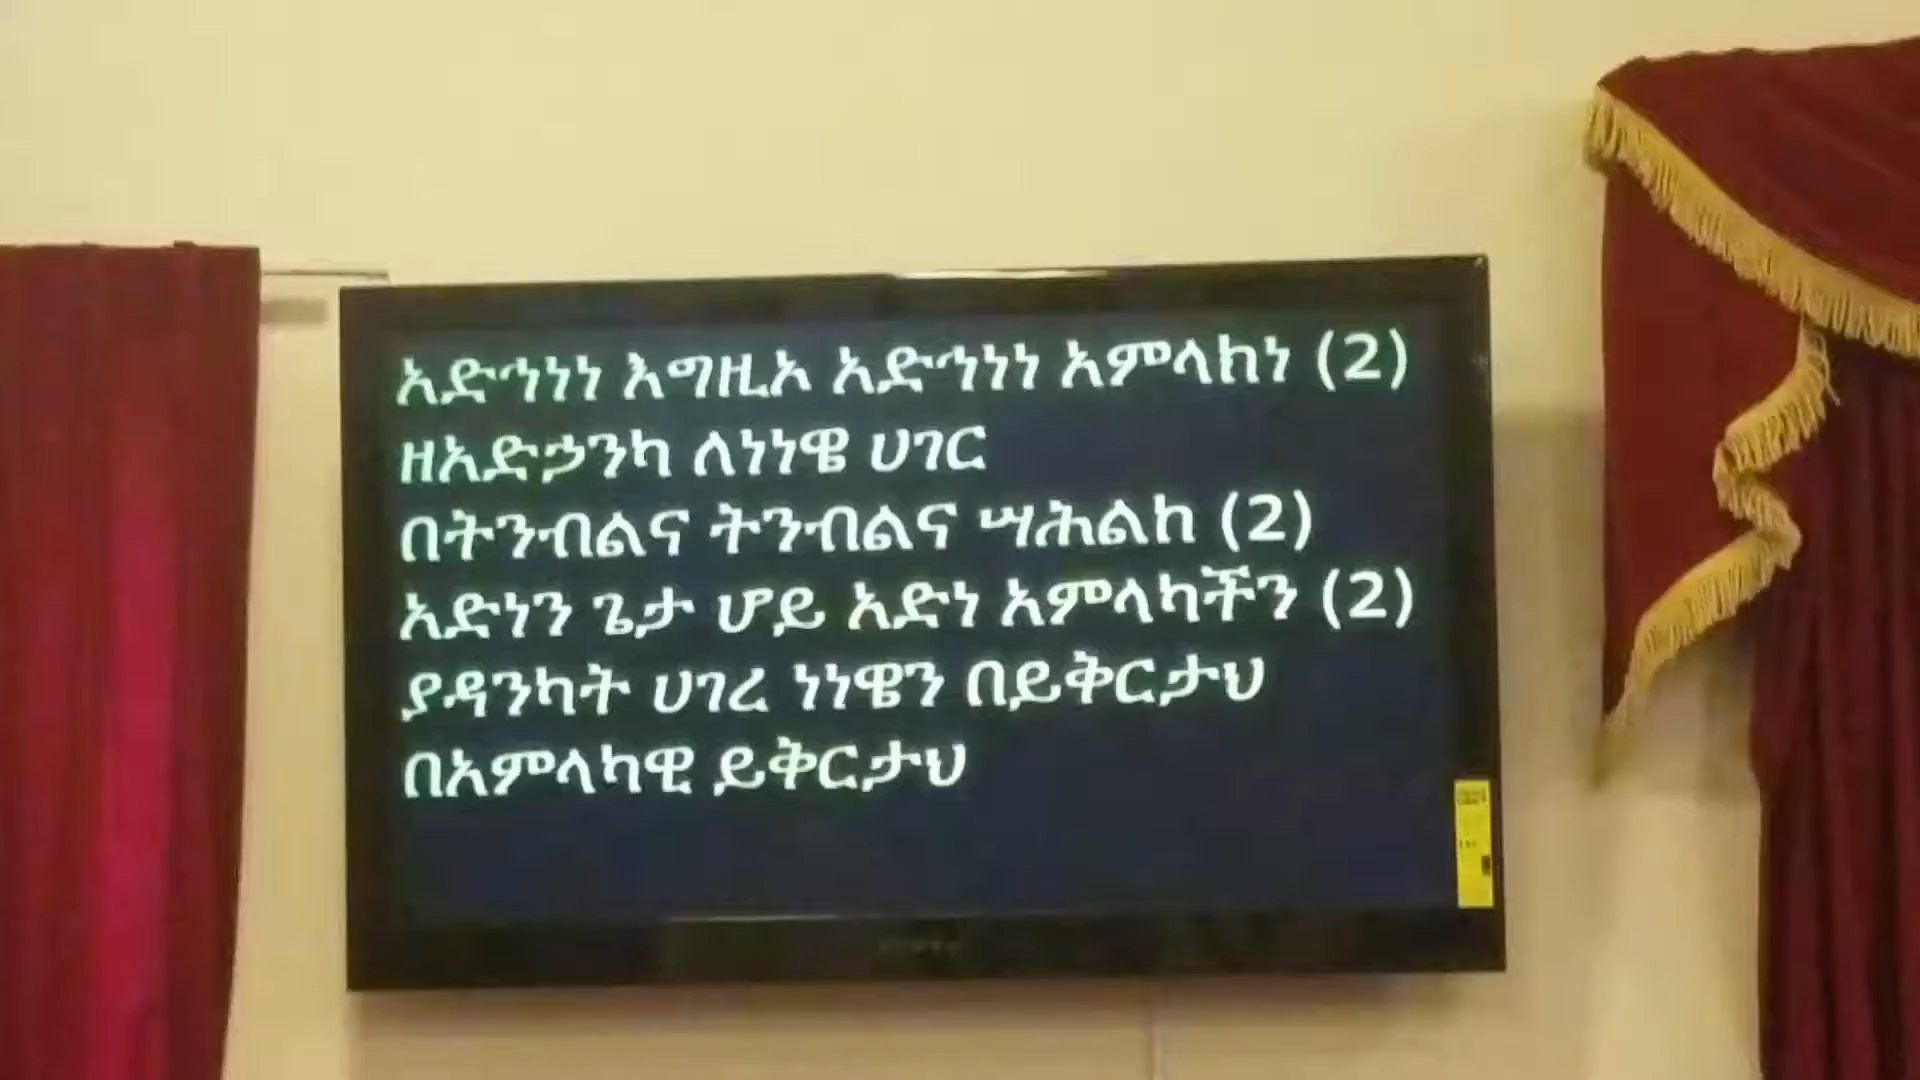 አድኅነነ እግዚኦ አድኅነነ አምላክነ (2)
ዘአድኃንካ ለነነዌ ሀገር
በትንብልና ትንብልና ሣሕልከ (2)
አድነን ጌታ ሆይ አድነ አምላካችን (2)
ያዳንካት ሀገረ ነነዌን በይቅርታህ
በአምላካዊ ይቅርታህ